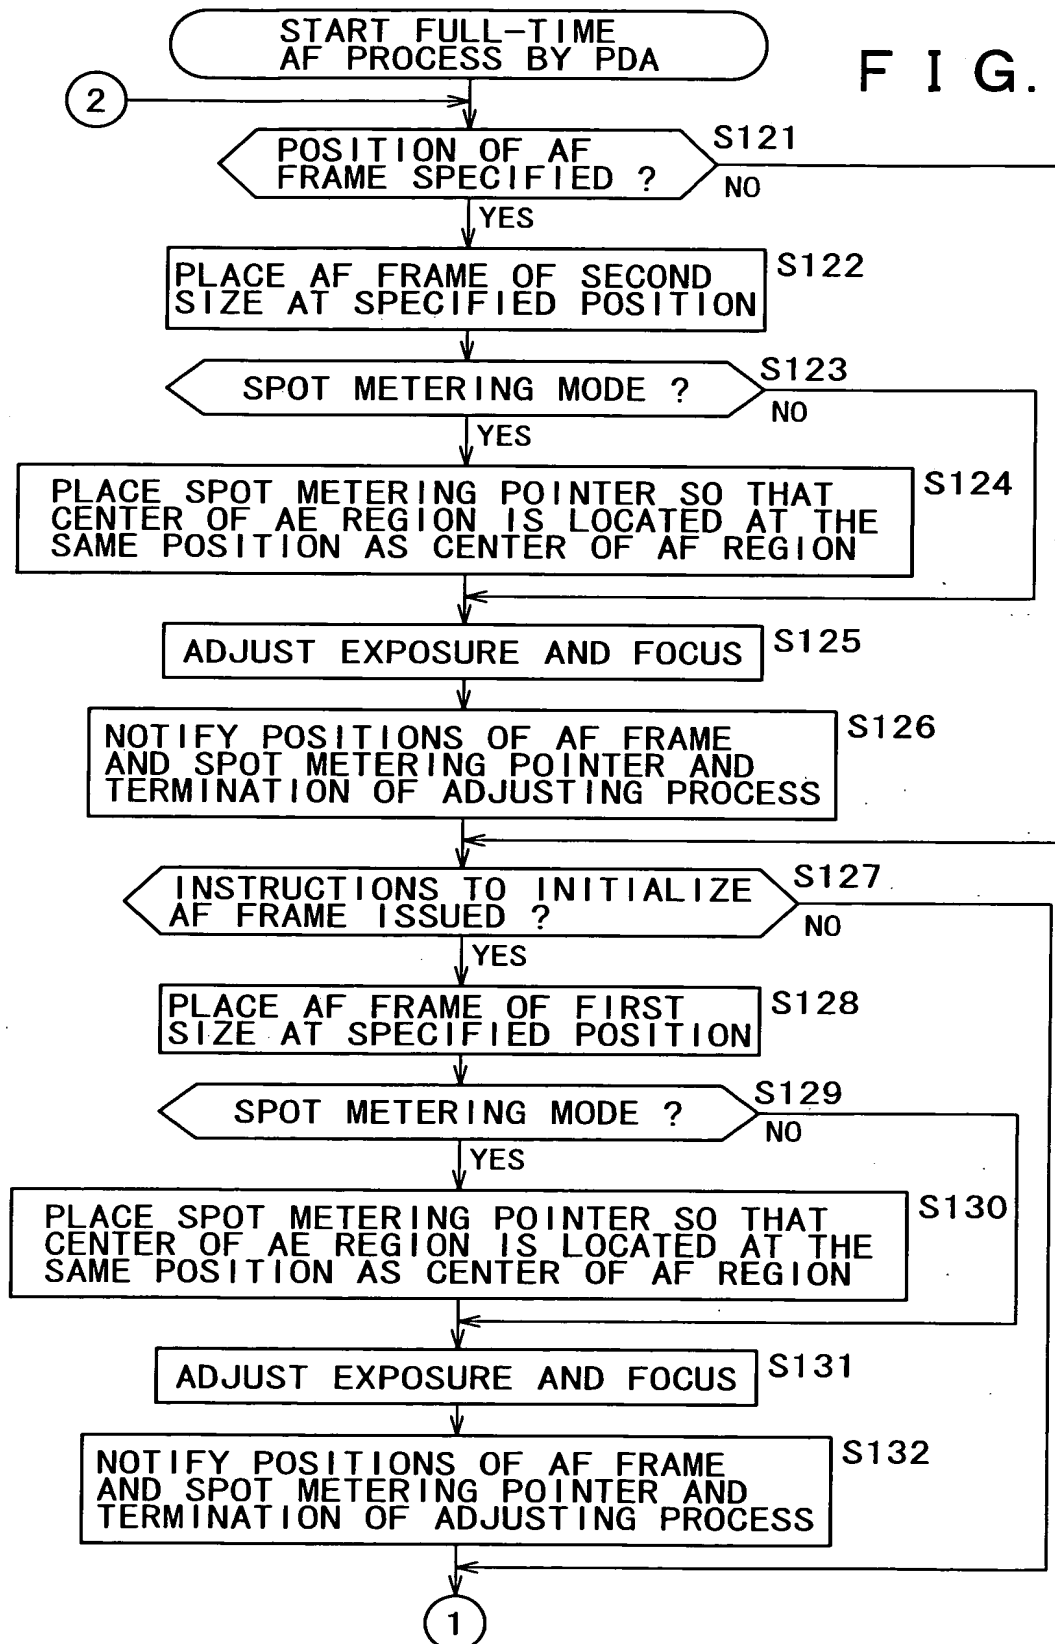 START FULL-TIME
AF PROCESS BY PDA
FIG.
2
POSITION OF AF
FRAME SPECIFIED ?
S121
NO
YES
PLACE AF FRAME OF SECOND
SIZE AT SPECIFIED POSITION
S122
SPOT METERING MODE ?
S123
NO
YES
PLACE SPOT METERING POINTER SO THAT
CENTER OF AE REGION IS LOCATED AT THE
SAME POSITION AS CENTER OF AF REGION
S124
ADJUST EXPOSURE AND FOCUS
S125
NOTIFY POSITIONS OF AF FRAME
AND SPOT METERING POINTER AND
TERMINATION OF ADJUSTING PROCESS
S126
INSTRUCTIONS TO INITIALIZE
AF FRAME ISSUED ?
S127
NO
YES
PLACE AF FRAME OF FIRST
SIZE AT SPECIFIED POSITION
S128
SPOT METERING MODE ?
S129
NO
YES
PLACE SPOT METERING POINTER SO THAT
CENTER OF AE REGION IS LOCATED AT THE
SAME POSITION AS CENTER OF AF REGION
S130
ADJUST EXPOSURE AND FOCUS
S131
NOTIFY POSITIONS OF AF FRAME
AND SPOT METERING POINTER AND
TERMINATION OF ADJUSTING PROCESS
S132
1